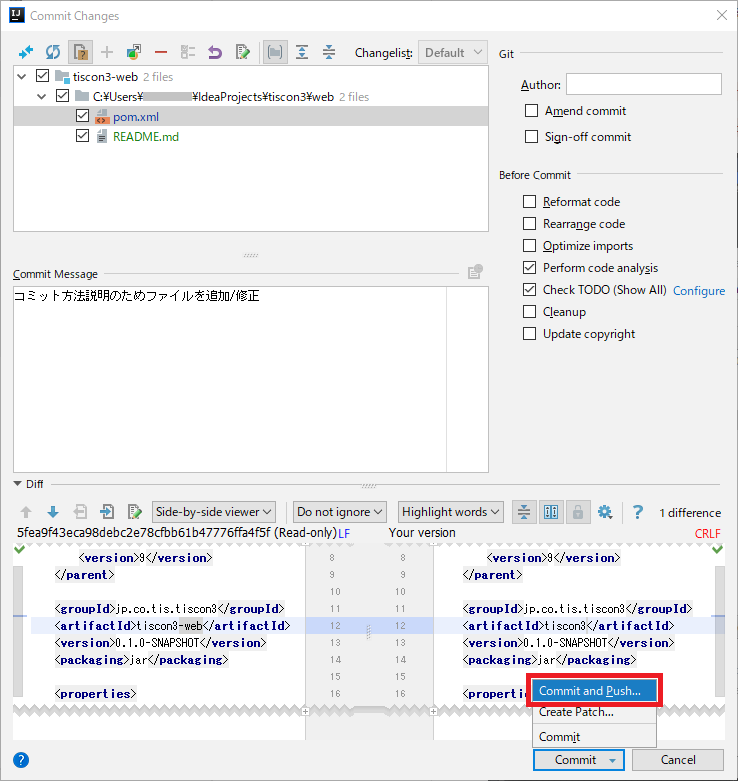 Commit Changes
Changelist: Default
tiscon3-web 2 files
C:¥Users¥ ¥IdeaProjects¥tiscon3¥web 2 files
pom.xml
README.md
Git
Author:
Amend commit
Sign-off commit
Before Commit
Reformat code
Rearrange code
Optimize imports
Perform code analysis
Check TODO (Show All) Configure
Cleanup
Update copyright
Commit Message
コミット方法説明のためファイルを追加/修正
Diff
Side-by-side viewer Do not ignore Highlight words ? 1 difference
5fea9f43eca98debc2e78cfbb61b47776ffa4f5f (Read-only) LF Your version CRLF
<version>9</version> 8 8 <version>9</version>
</parent> 9 9 </parent>
10 10
<groupId>jp.co.tis.tiscon3</groupId> 11 11 <groupId>jp.co.tis.tiscon3</groupId>
<artifactId>tiscon3-web</artifactId> 12 12 <artifactId>tiscon3</artifactId>
<version>0.1.0-SNAPSHOT</version> 13 13 <version>0.1.0-SNAPSHOT</version>
<packaging>jar</packaging> 14 14 <packaging>jar</packaging>
15 15
<properties> 16 16 <properti
Commit and Push...
Create Patch...
Commit
? Commit Cancel